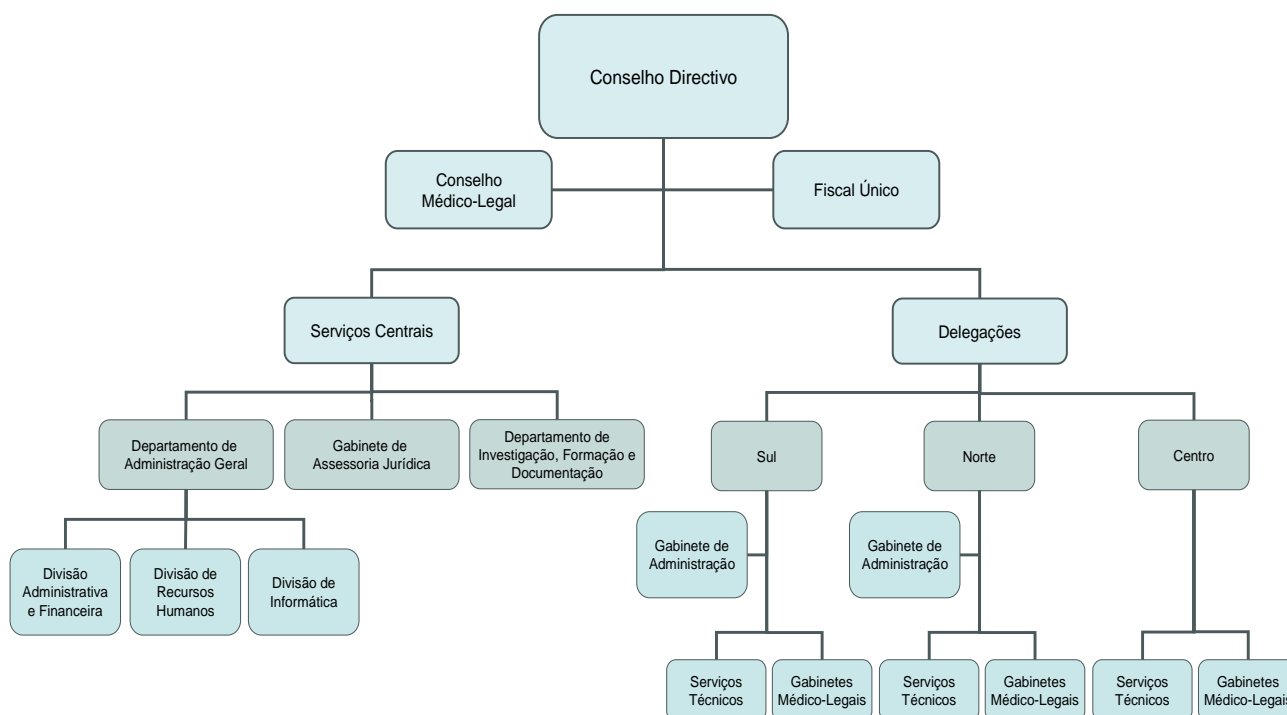 Conselho Directivo
Conselho
Médico-Legal
Fiscal Único
Serviços Centrais
Delegações
Departamento de
Administração Geral
Gabinete de
Assessoria Jurídica
Departamento de
Investigação, Formação e
Documentação
Sul
Norte
Centro
Divisão
Administrativa
e Financeira
Divisão de
Recursos
Humanos
Divisão de
Informática
Gabinete de
Administração
Gabinete de
Administração
Serviços
Técnicos
Gabinetes
Médico-Legais
Serviços
Técnicos
Gabinetes
Médico-Legais
Serviços
Técnicos
Gabinetes
Médico-Legais